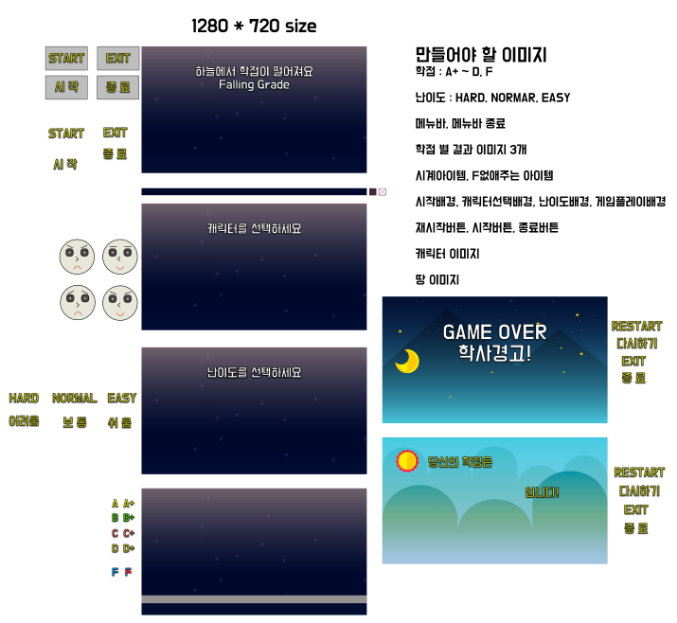 1280 * 720 size
START EXIT
시작 종료
START EXIT
시작 종료
하늘에서 학점이 떨어져요
Falling Grade
캐릭터를 선택하세요
난이도를 선택하세요
HARD NORMAL EASY
어려움 보통 쉬움
A A+
B B+
C C+
D D+
F F
만들어야 할 이미지
학점 : A+ ~ D, F
난이도 : HARD, NORMAR, EASY
메뉴바, 메뉴바 종료
학점 별 결과 이미지 3개
시계아이템, F없애주는 아이템
시작배경, 캐릭터선택배경, 난이도배경, 게임플레이배경
재시작버튼, 시작버튼, 종료버튼
캐릭터 이미지
땅 이미지
GAME OVER
학사경고!
RESTART
다시하기
EXIT
종료
당신의 학점은
입니다!
RESTART
다시하기
EXIT
종료